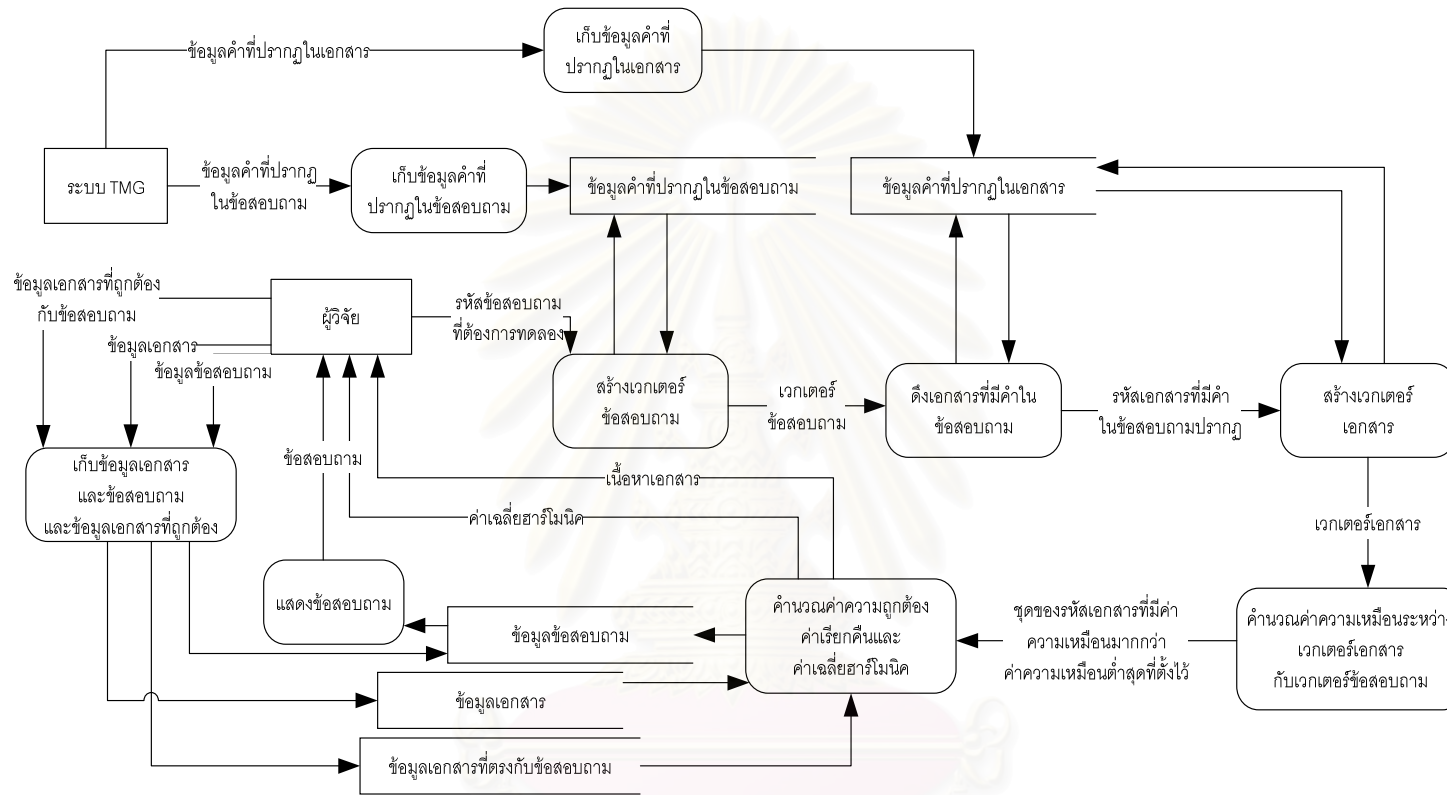 ข้อมูลคำที่ปรากฏในเอกสาร
เก็บข้อมูลคำที่
ปรากฏในเอกสาร
ระบบ TMG
ข้อมูลคำที่ปรากฏ
ในข้อสอบถาม
เก็บข้อมูลคำที่
ปรากฏในข้อสอบถาม
ข้อมูลคำที่ปรากฏในข้อสอบถาม
ข้อมูลคำที่ปรากฏในเอกสาร
ข้อมูลเอกสารที่ถูกต้อง
กับข้อสอบถาม
ข้อมูลเอกสาร
ข้อมูลข้อสอบถาม
ผู้วิจัย
รหัสข้อสอบถาม
ที่ต้องการทดลอง
สร้างเวกเตอร์
ข้อสอบถาม
เวกเตอร์
ข้อสอบถาม
ดึงเอกสารที่มีคำใน
ข้อสอบถาม
รหัสเอกสารที่มีคำ
ในข้อสอบถามปรากฏ
สร้างเวกเตอร์
เอกสาร
เก็บข้อมูลเอกสาร
และข้อสอบถาม
และข้อมูลเอกสารที่ถูกต้อง
ข้อสอบถาม
เนื้อหาเอกสาร
ค่าเฉลี่ยฮาร์โมนิค
เวกเตอร์เอกสาร
แสดงข้อสอบถาม
ข้อมูลข้อสอบถาม
คำนวณค่าความถูกต้อง
ค่าเรียกคืนและ
ค่าเฉลี่ยฮาร์โมนิค
ชุดของรหัสเอกสารที่มีค่า
ความเหมือนมากกว่า
ค่าความเหมือนต่ำสุดที่ตั้งไว้
คำนวณค่าความเหมือนระหว่าง
เวกเตอร์เอกสาร
กับเวกเตอร์ข้อสอบถาม
ข้อมูลเอกสาร
ข้อมูลเอกสารที่ตรงกับข้อสอบถาม